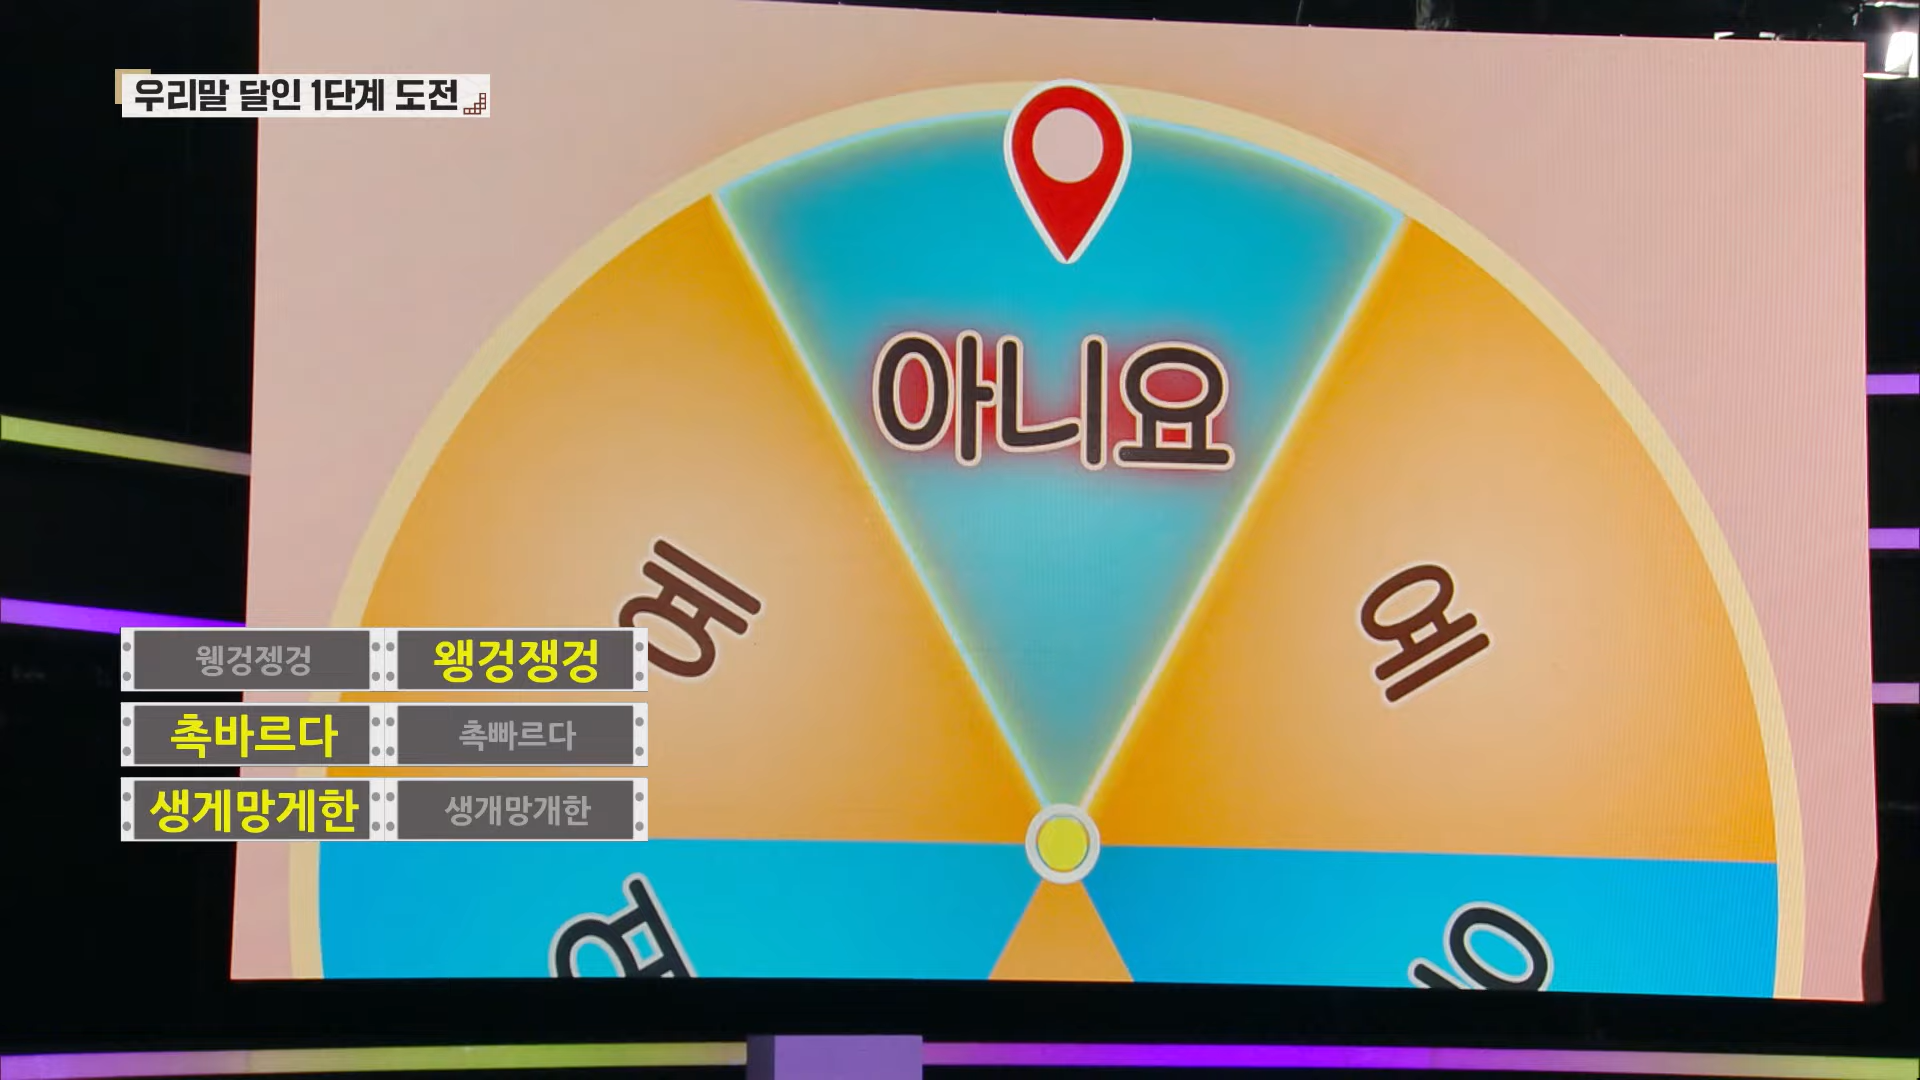 우리말 달인 1단계 도전
아니요
예
예
웽겅젱겅 왱겅쟁겅
촉바르다 촉빠르다
생게망게한 생개망개한